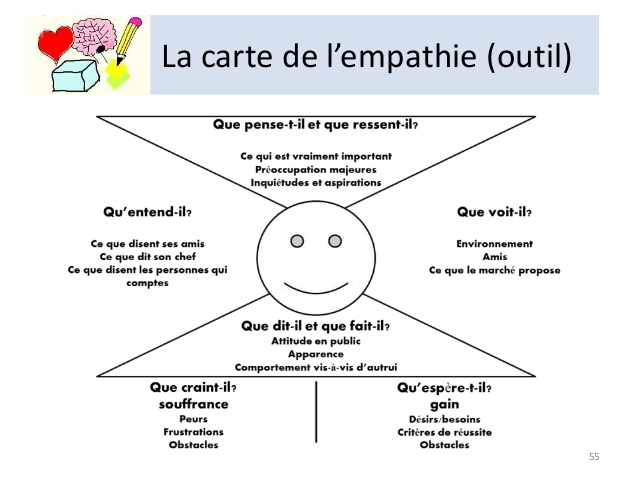 La carte de l'empathie (outil)
Que pense-t-il et que ressent-il?
Ce qui est vraiment important
Préoccupation majeures
Inquiétudes et aspirations
Qu'entend-il?
Ce que disent ses amis
Ce que dit son chef
Ce que disent les personnes qui
comptes
Que voit-il?
Environnement
Amis
Ce que le marché propose
Que dit-il et que fait-il?
Attitude en public
Apparence
Comportement vis-à-vis d'autrui
Que craint-il?
souffrance
Peurs
Frustrations
Obstacles
Qu'espère-t-il?
gain
Désirs/besoins
Critères de réussite
Obstacles
55